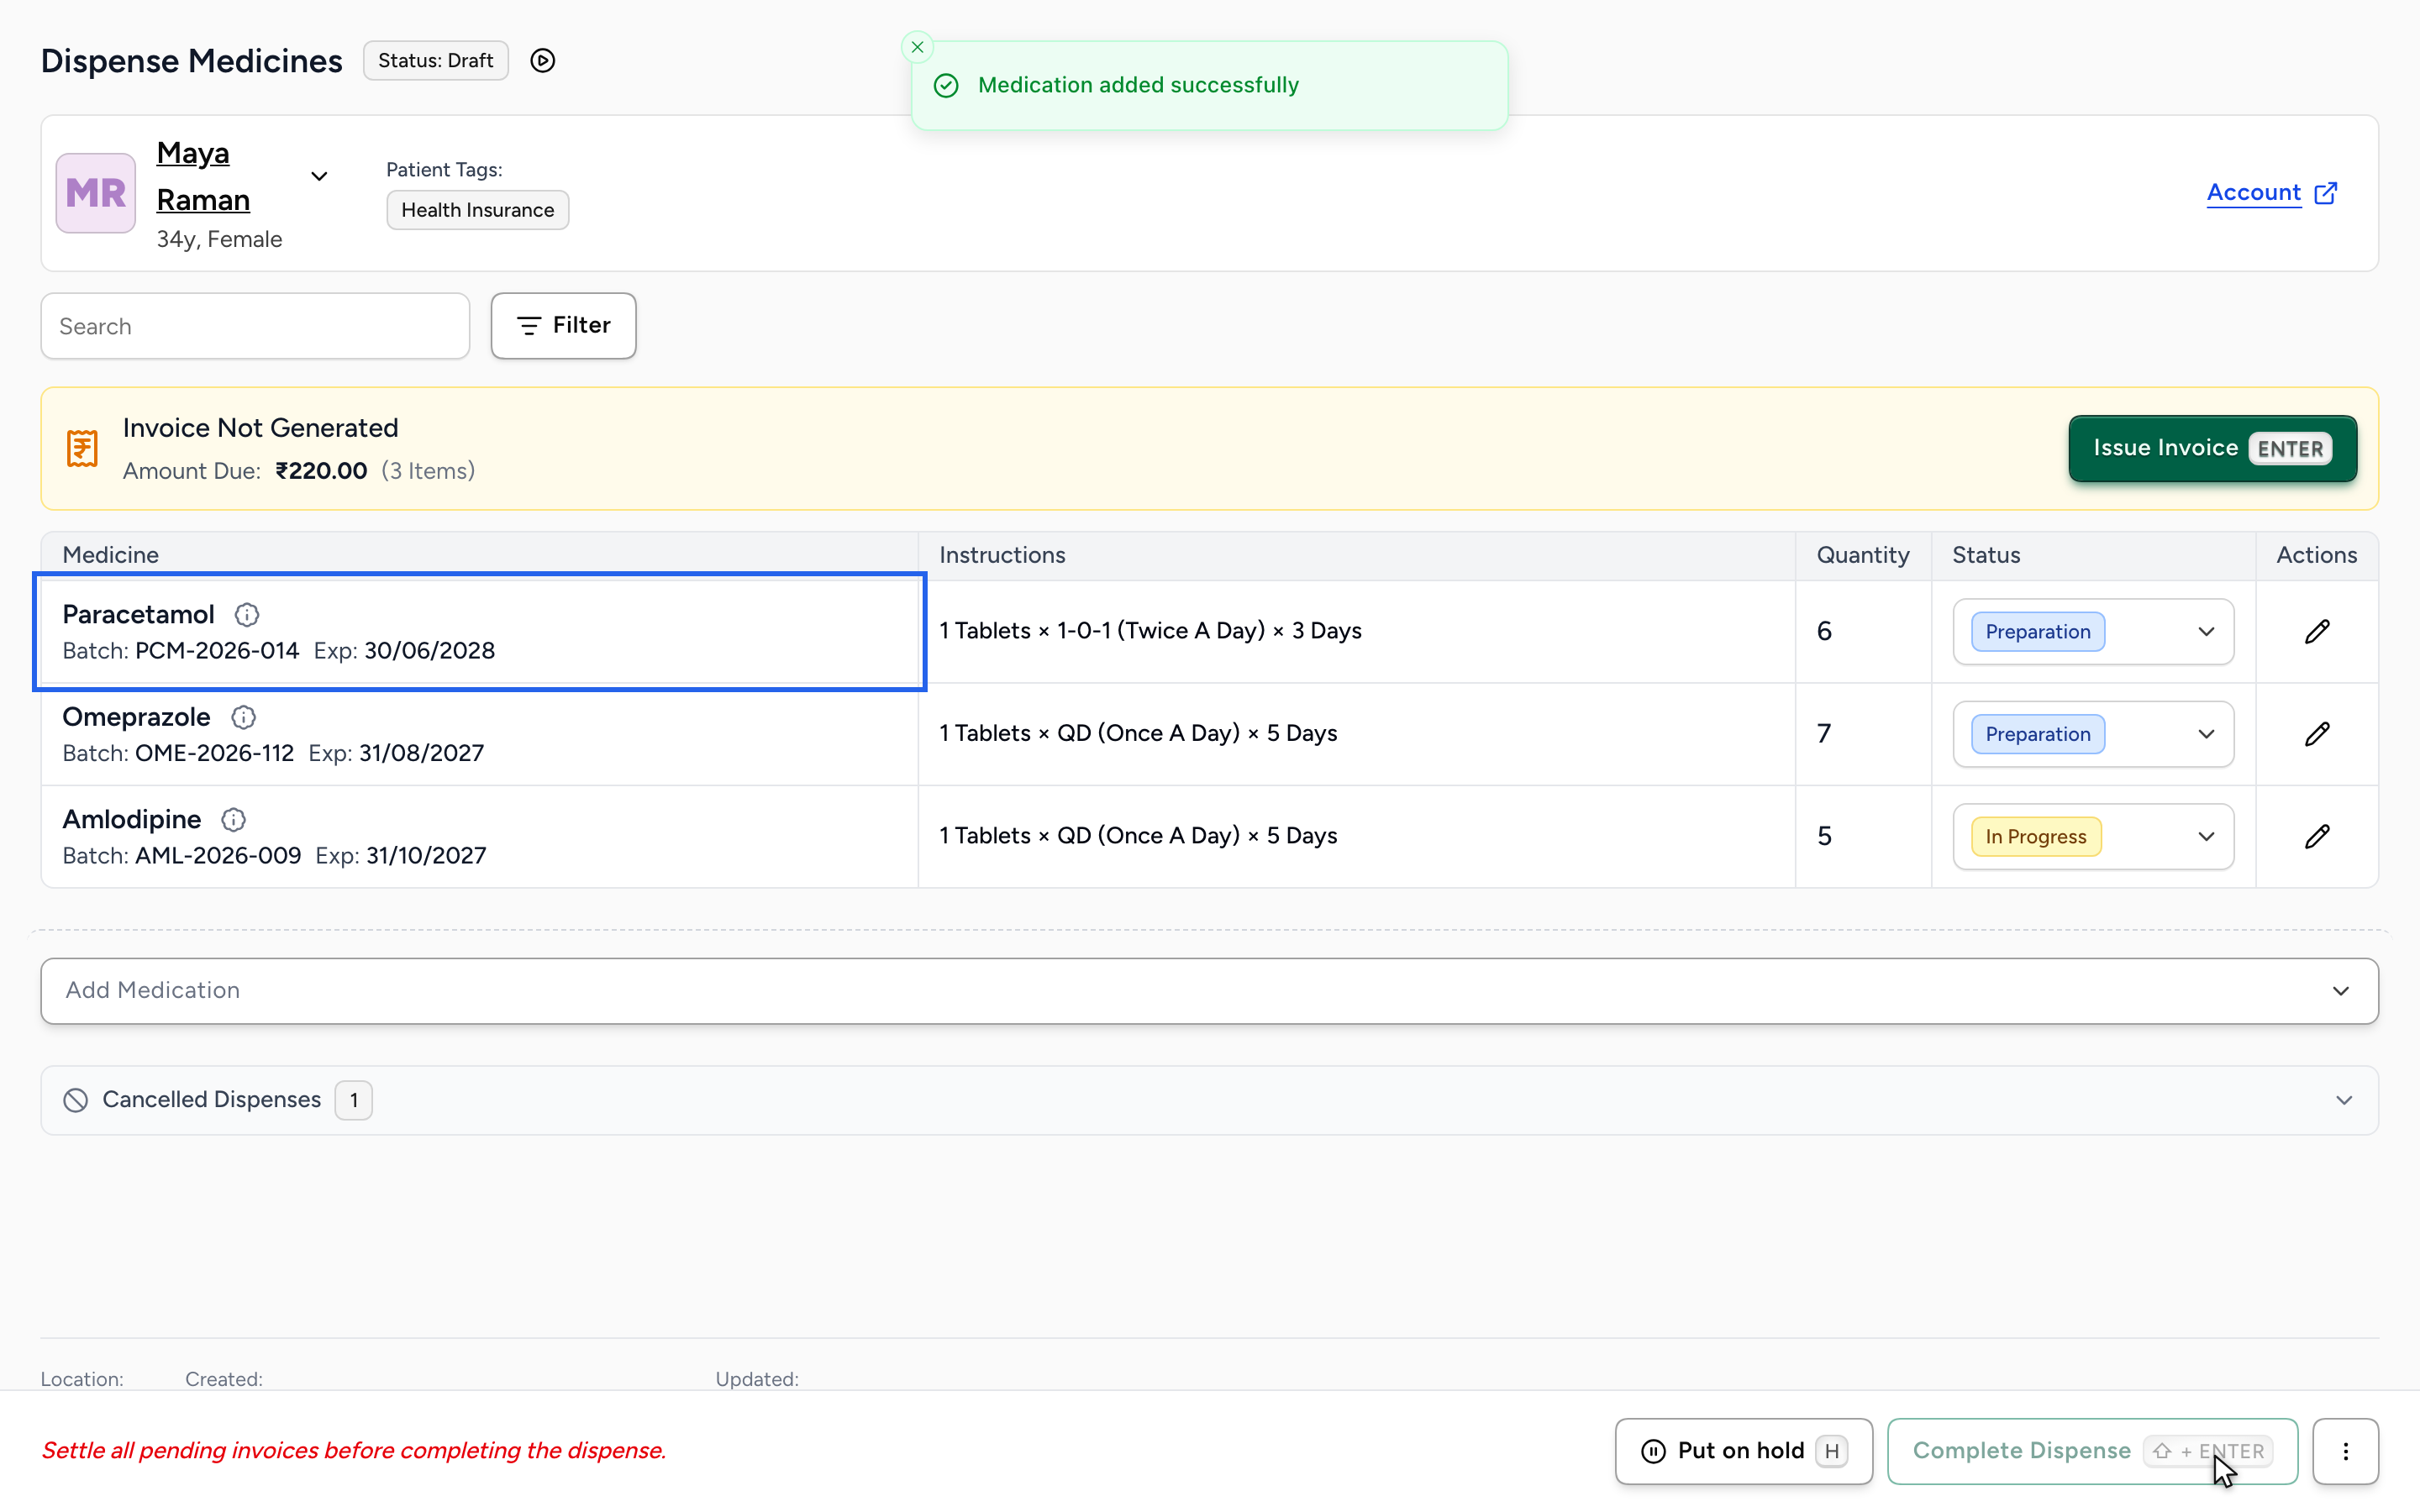 Dispense Medicines
Status: Draft
Medication added successfully
MR
Maya
Raman
34y, Female
Patient Tags:
Health Insurance
Account
Search
Filter
Invoice Not Generated
Amount Due: ₹220.00 (3 Items)
Issue Invoice ENTER
Medicine Instructions Quantity Status Actions
Paracetamol
Batch: PCM-2026-014 Exp: 30/06/2028
1 Tablets × 1-0-1 (Twice A Day) × 3 Days
6
Preparation
Omeprazole
Batch: OME-2026-112 Exp: 31/08/2027
1 Tablets × QD (Once A Day) × 5 Days
7
Preparation
Amlodipine
Batch: AML-2026-009 Exp: 31/10/2027
1 Tablets × QD (Once A Day) × 5 Days
5
In Progress
Add Medication
Cancelled Dispenses 1
Location: Created: Updated:
Settle all pending invoices before completing the dispense.
Put on hold H
Complete Dispense ⇧ + ENTER